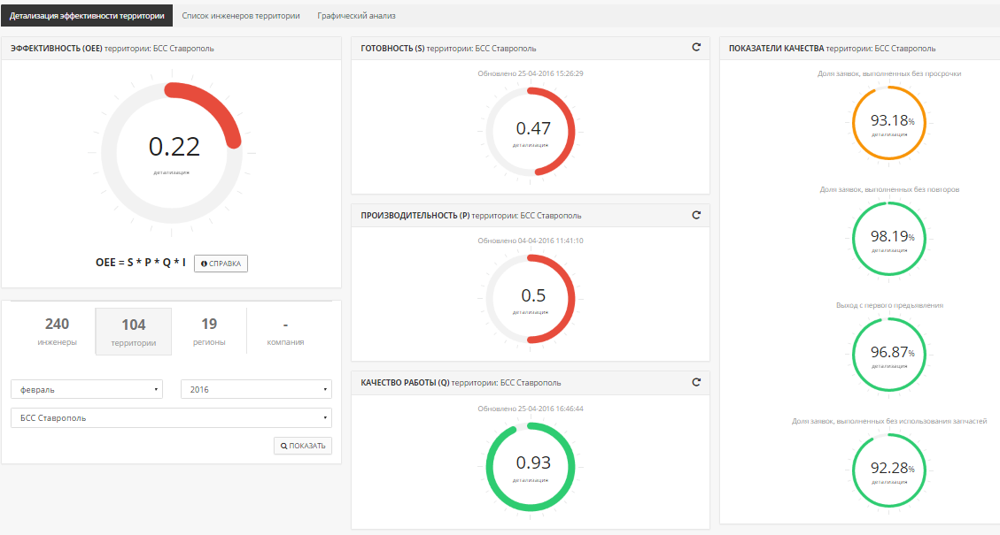 Детализация эффективности территории
Список инженеров территории
Графический анализ
ЭФФЕКТИВНОСТЬ (OEE) территории: БСС Ставрополь
0.22
детализация
OEE = S * P * Q * I
СПРАВКА
240
инженеры
104
территории
19
регионы
-
компания
февраль
2016
БСС Ставрополь
ПОКАЗАТЬ
ГОТОВНОСТЬ (S) территории: БСС Ставрополь
Обновлено 25-04-2016 15:26:29
0.47
детализация
ПРОИЗВОДИТЕЛЬНОСТЬ (P) территории: БСС Ставрополь
Обновлено 04-04-2016 11:41:10
0.5
детализация
КАЧЕСТВО РАБОТЫ (Q) территории: БСС Ставрополь
Обновлено 25-04-2016 16:46:44
0.93
детализация
ПОКАЗАТЕЛИ КАЧЕСТВА территории: БСС Ставрополь
Доля заявок, выполненных без просрочки
93.18%
детализация
Доля заявок, выполненных без повторов
98.19%
детализация
Выход с первого предъявления
96.87%
детализация
Доля заявок, выполненных без использования запчастей
92.28%
детализация